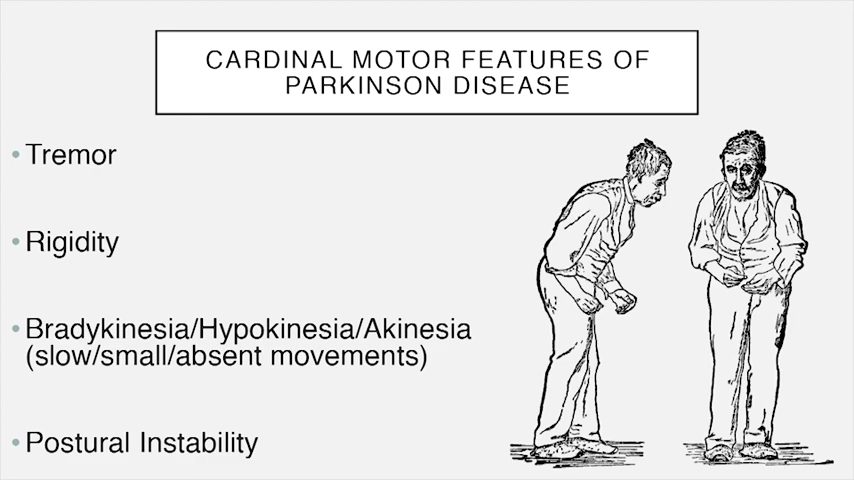 CARDINAL MOTOR FEATURES OF
PARKINSON DISEASE
• Tremor
• Rigidity
• Bradykinesia/Hypokinesia/Akinesia
(slow/small/absent movements)
• Postural Instability